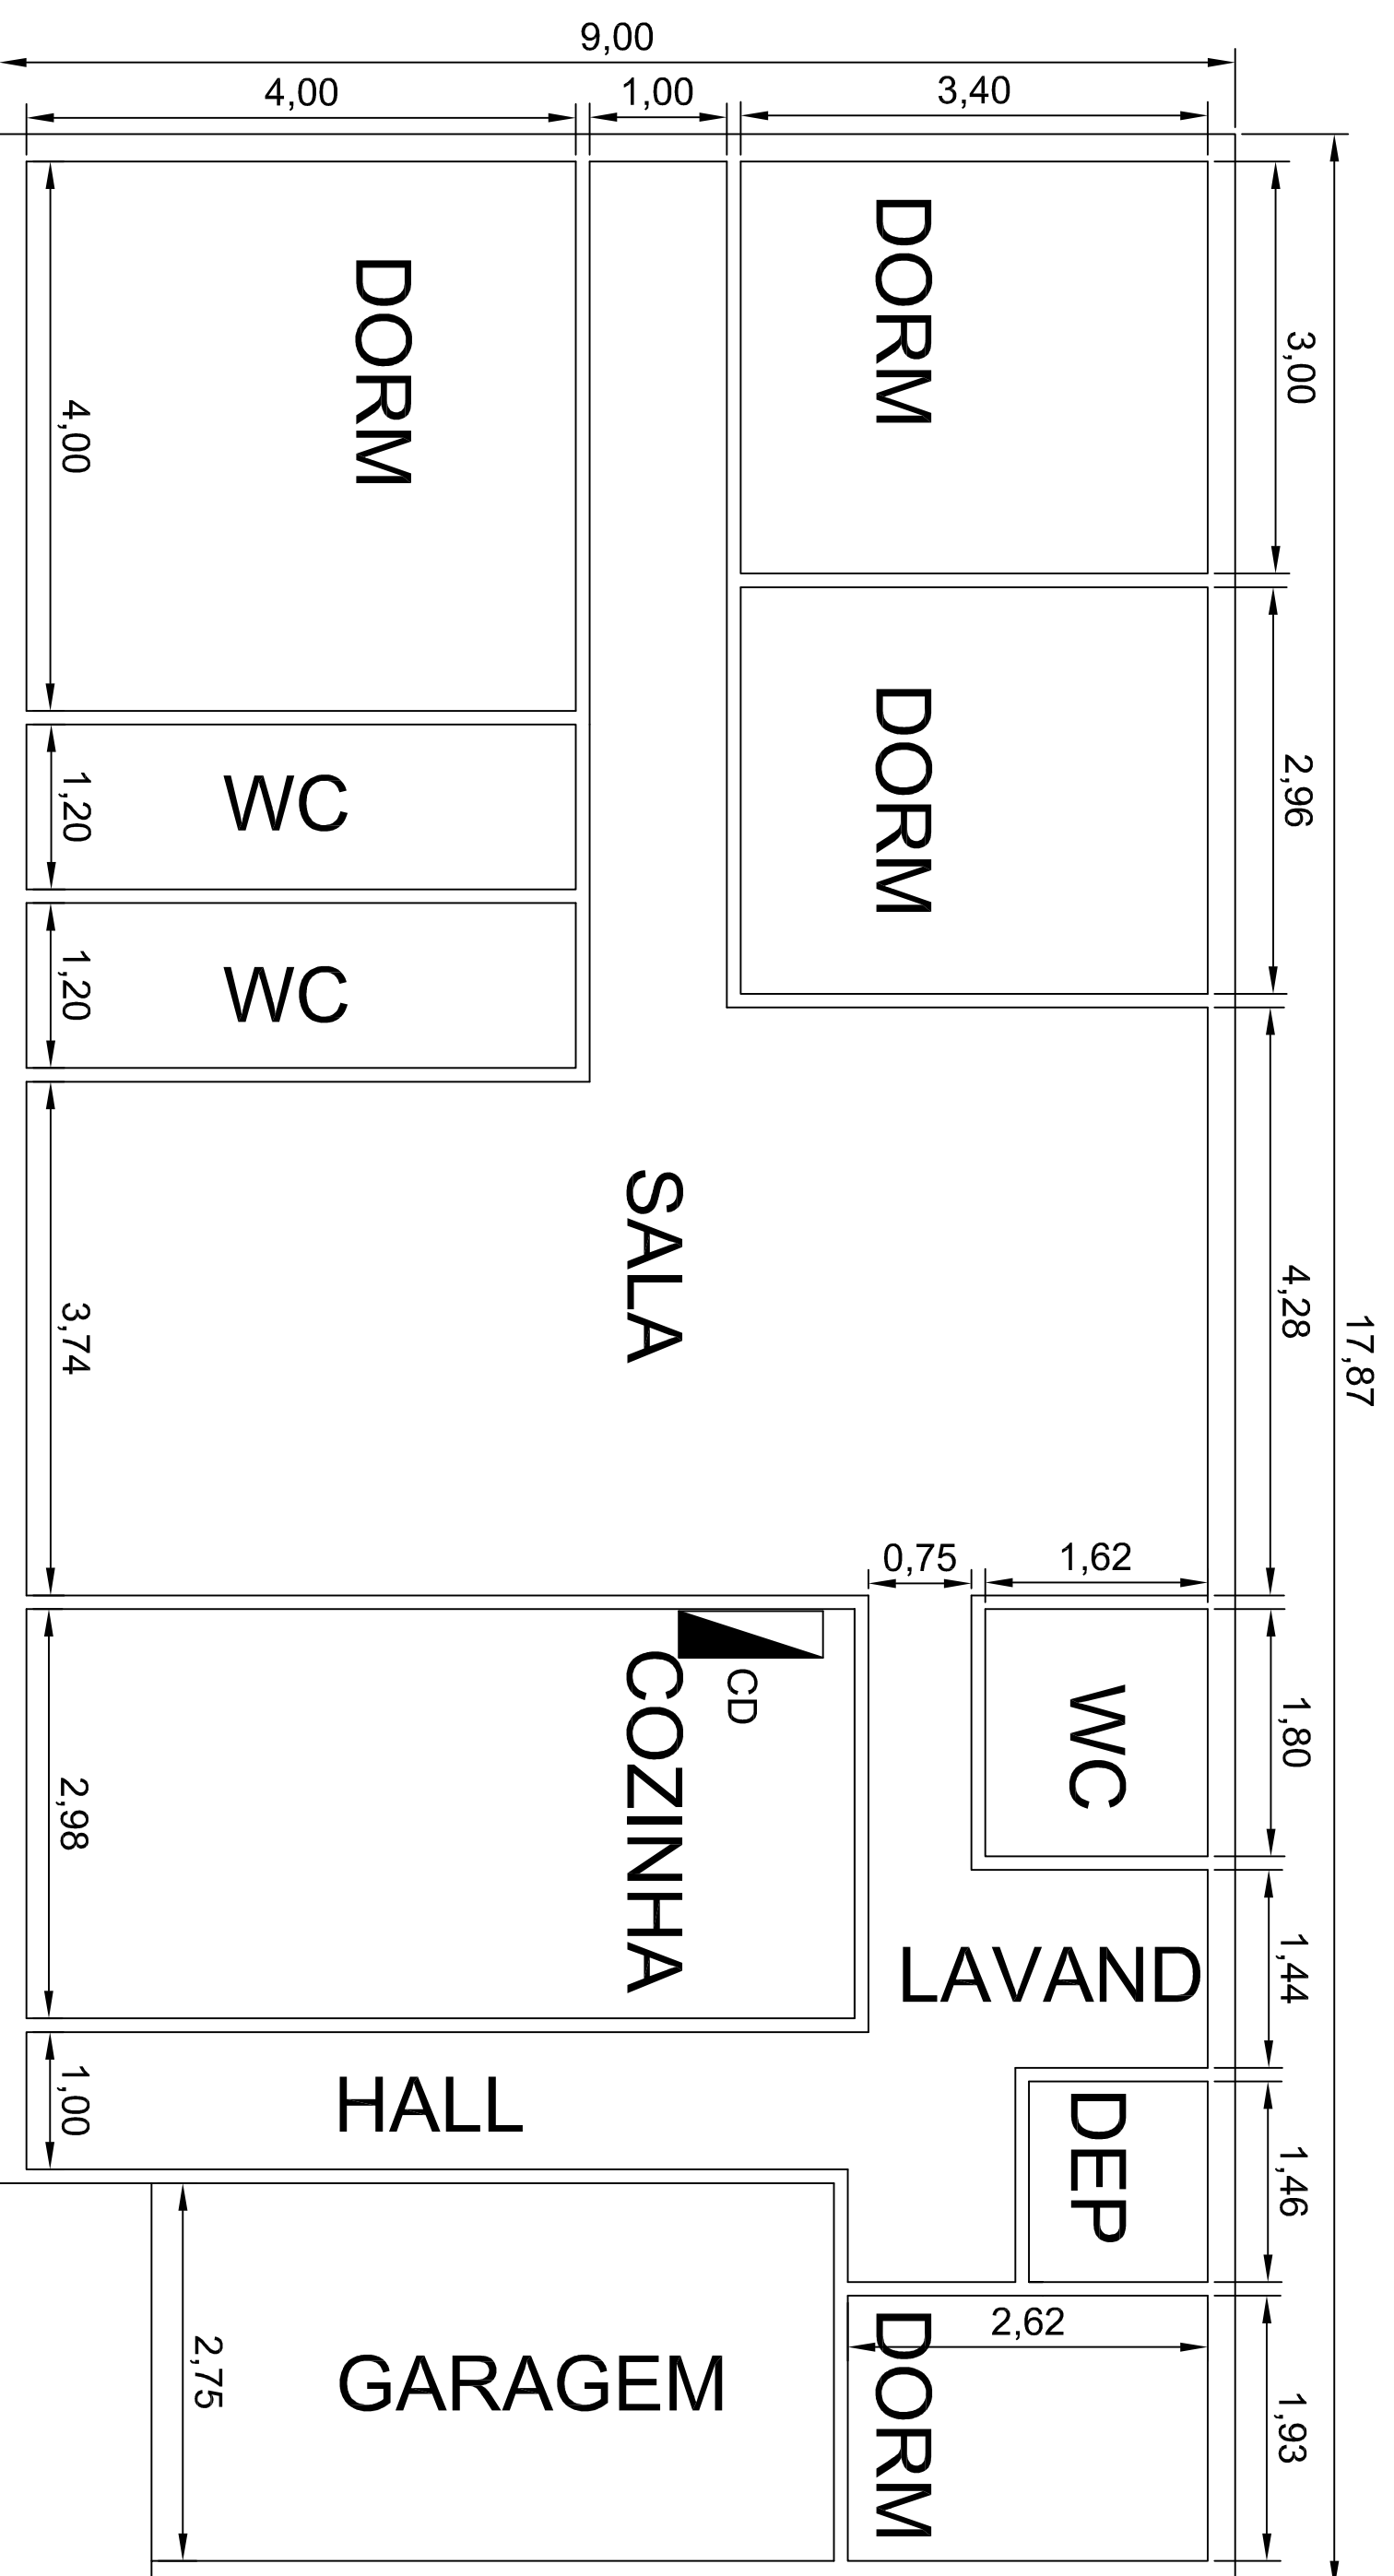 9,00
4,00
1,00
3,40
DORM
DORM
3,00
4,00
DORM
2,96
WC
1,20
WC
1,20
SALA
4,28
17,87
3,74
0,75
1,62
CD
COZINHA
WC
1,80
2,98
LAVAND
1,44
HALL
1,00
DEP
1,46
2,62
GARAGEM
2,75
DORM
1,93